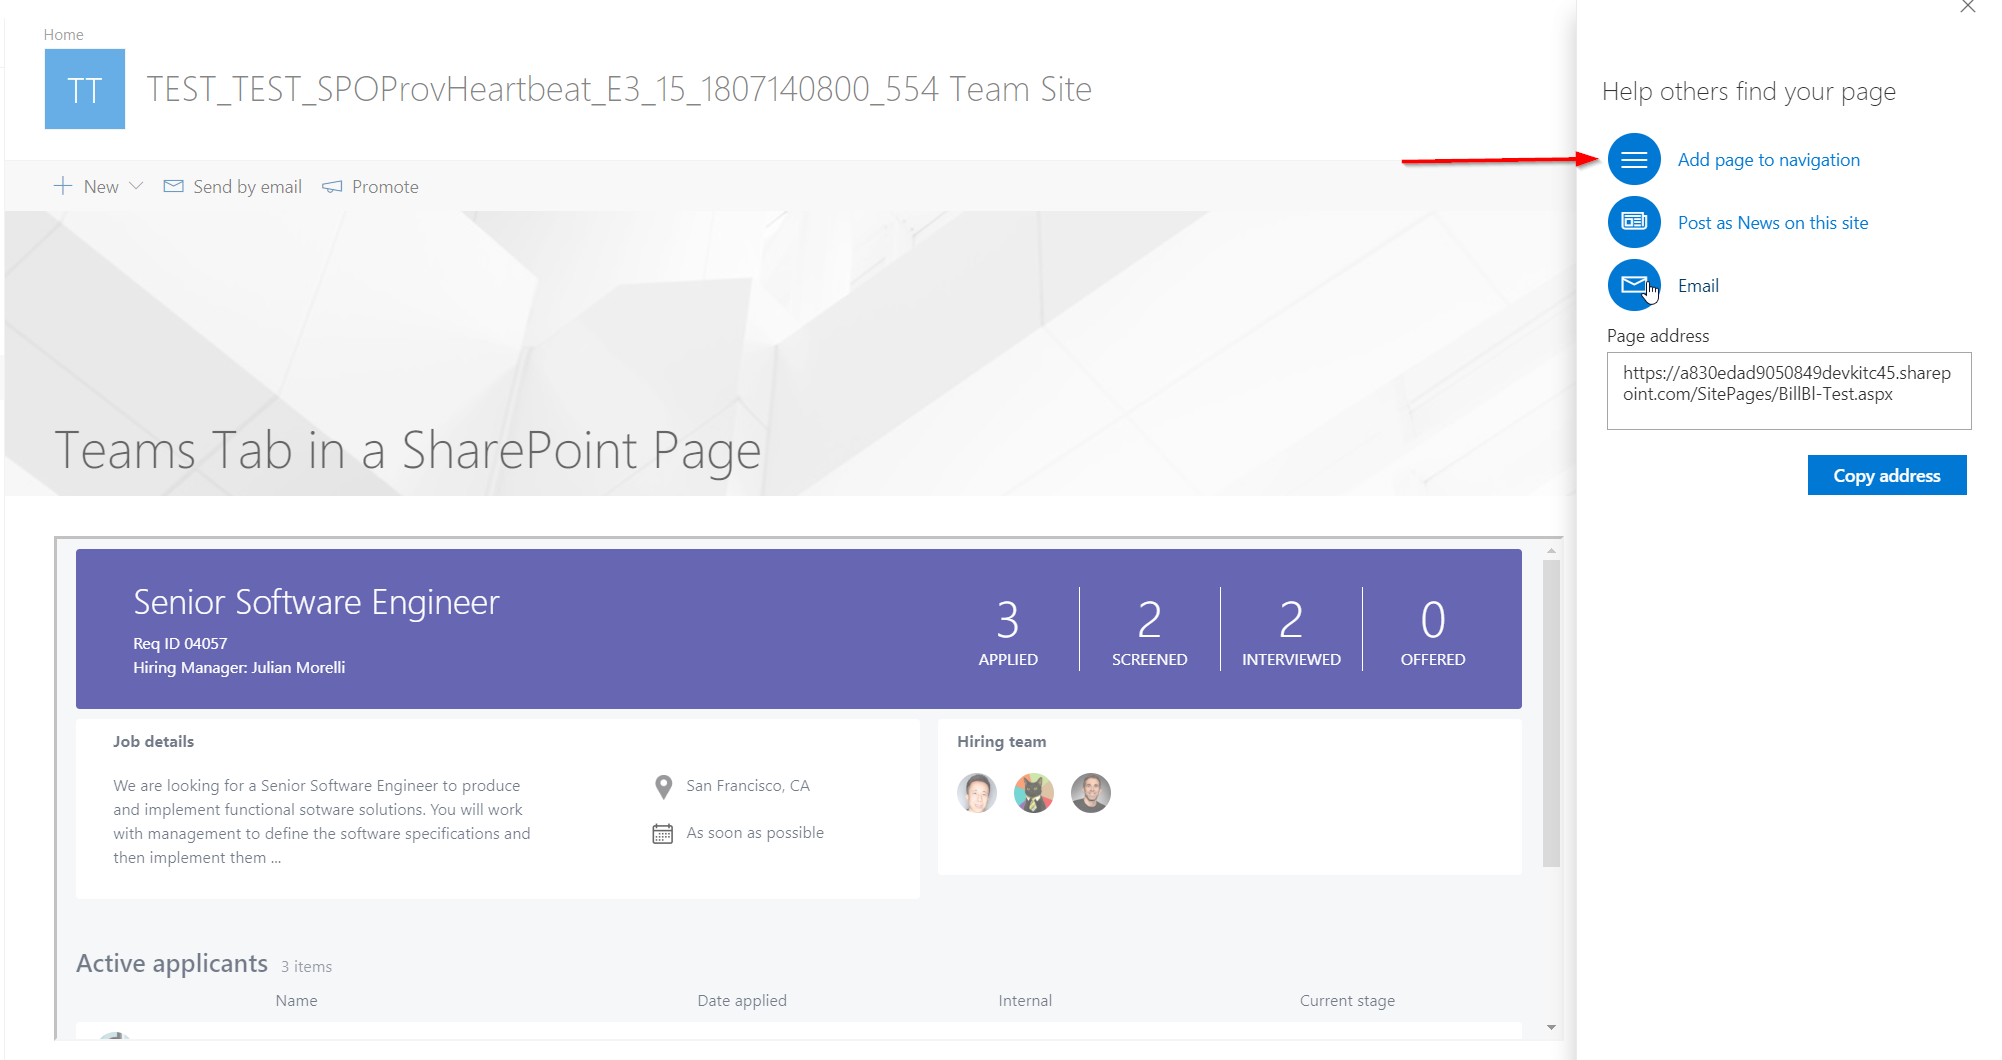 Home
TT
TEST_TEST_SPOProvHeartbeat_E3_15_1807140800_554 Team Site
New
Send by email
Promote
Teams Tab in a SharePoint Page
Senior Software Engineer
Req ID 04057
Hiring Manager: Julian Morelli
3
APPLIED
2
SCREENED
2
INTERVIEWED
0
OFFERED
Job details
We are looking for a Senior Software Engineer to produce
and implement functional sotware solutions. You will work
with management to define the software specifications and
then implement them ...
San Francisco, CA
As soon as possible
Hiring team
Active applicants 3 items
Name Date applied Internal Current stage
Help others find your page
Add page to navigation
Post as News on this site
Email
Page address
https://a830edad9050849devkitc45.sharep
oint.com/SitePages/BillBl-Test.aspx
Copy address